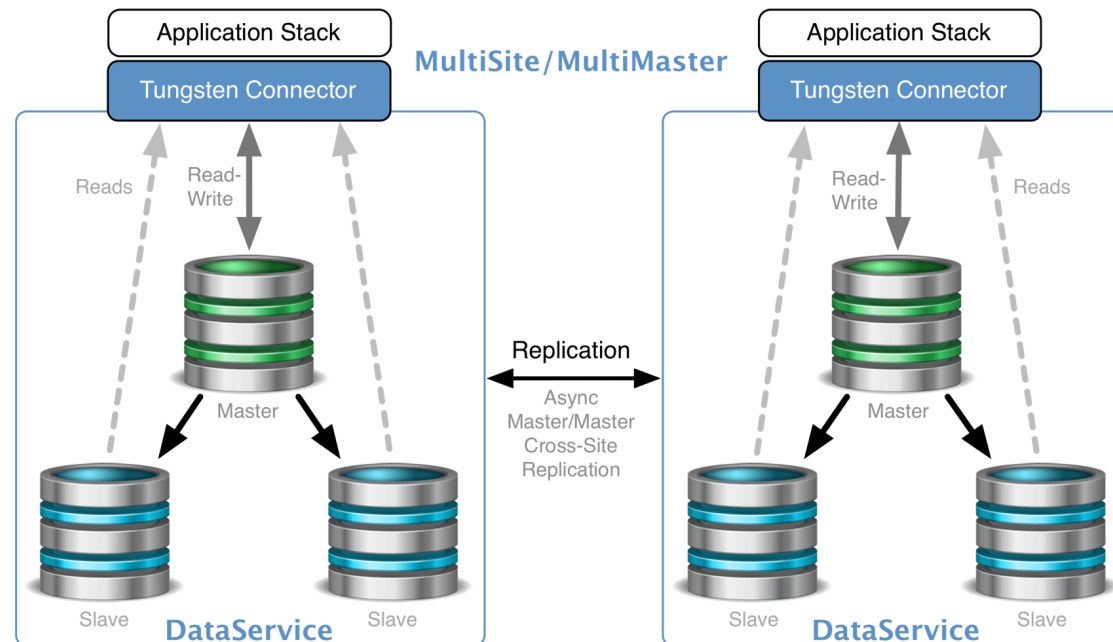 Application Stack
Tungsten Connector
MultiSite/MultiMaster
Application Stack
Tungsten Connector
Reads
Read-
Write
Master
Slave
Slave
DataService
Replication
Async
Master/Master
Cross-Site
Replication
Read-
Write
Reads
Master
Slave
Slave
DataService